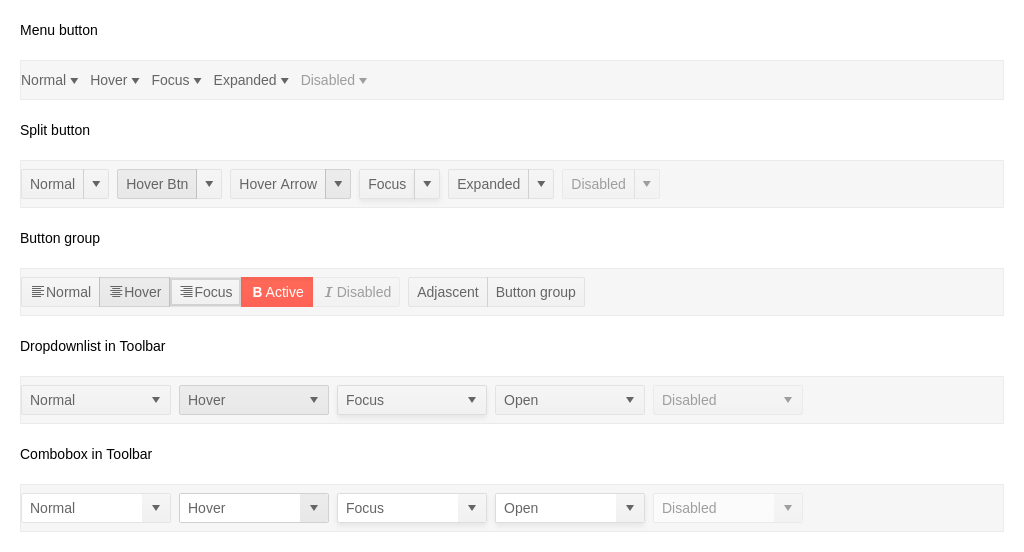 Menu button
Normal Hover Focus Expanded Disabled
Split button
Normal Hover Btn Hover Arrow Focus Expanded Disabled
Button group
Normal Hover Focus B Active I Disabled Adjascent Button group
Dropdownlist in Toolbar
Normal Hover Focus Open Disabled
Combobox in Toolbar
Normal Hover Focus Open Disabled